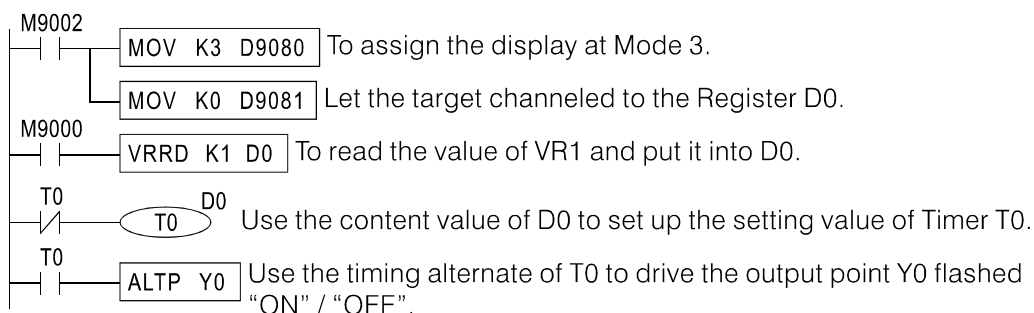 M9002
MOV K3 D9080 To assign the display at Mode 3.
MOV K0 D9081 Let the target channeled to the Register D0.
M9000
VRRD K1 D0 To read the value of VR1 and put it into D0.
T0
D0
T0 Use the content value of D0 to set up the setting value of Timer T0.
T0
ALTP Y0 Use the timing alternate of T0 to drive the output point Y0 flashed
“ON” / “OFF”.